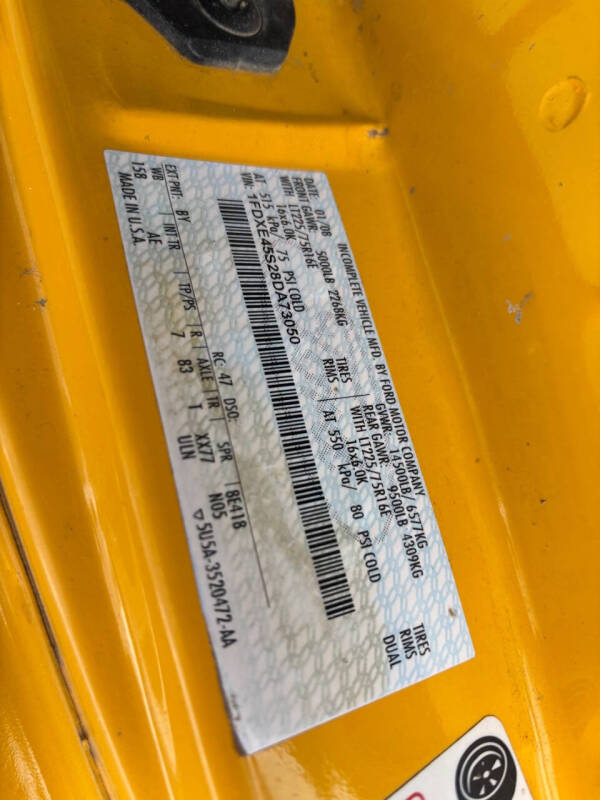 INCOMPLETE VEHICLE MFD. BY FORD MOTOR COMPANY
DATE: 01/08 GVWR: 14500LB/ 6577KG
FRONT GAWR: 5000LB 2268KG REAR GAWR: 9500LB 4309KG
WITH LT225/75R16E TIRES WITH LT225/75R16E TIRES
16x6.0K RIMS 16x6.0K RIMS
AT 515 kPa/ 75 PSI COLD AT 550 kPa/ 80 PSI COLD DUAL
VIN: 1FDXE45S28DA73050
EXT PNT: BY RC: 47 DSO:
WB INT TR TP/PS R AXLE TR SPR 8E418
158 AE 7 83 T XX77 N05
MADE IN U.S.A. ULN
▽5U5A-3520472-AA